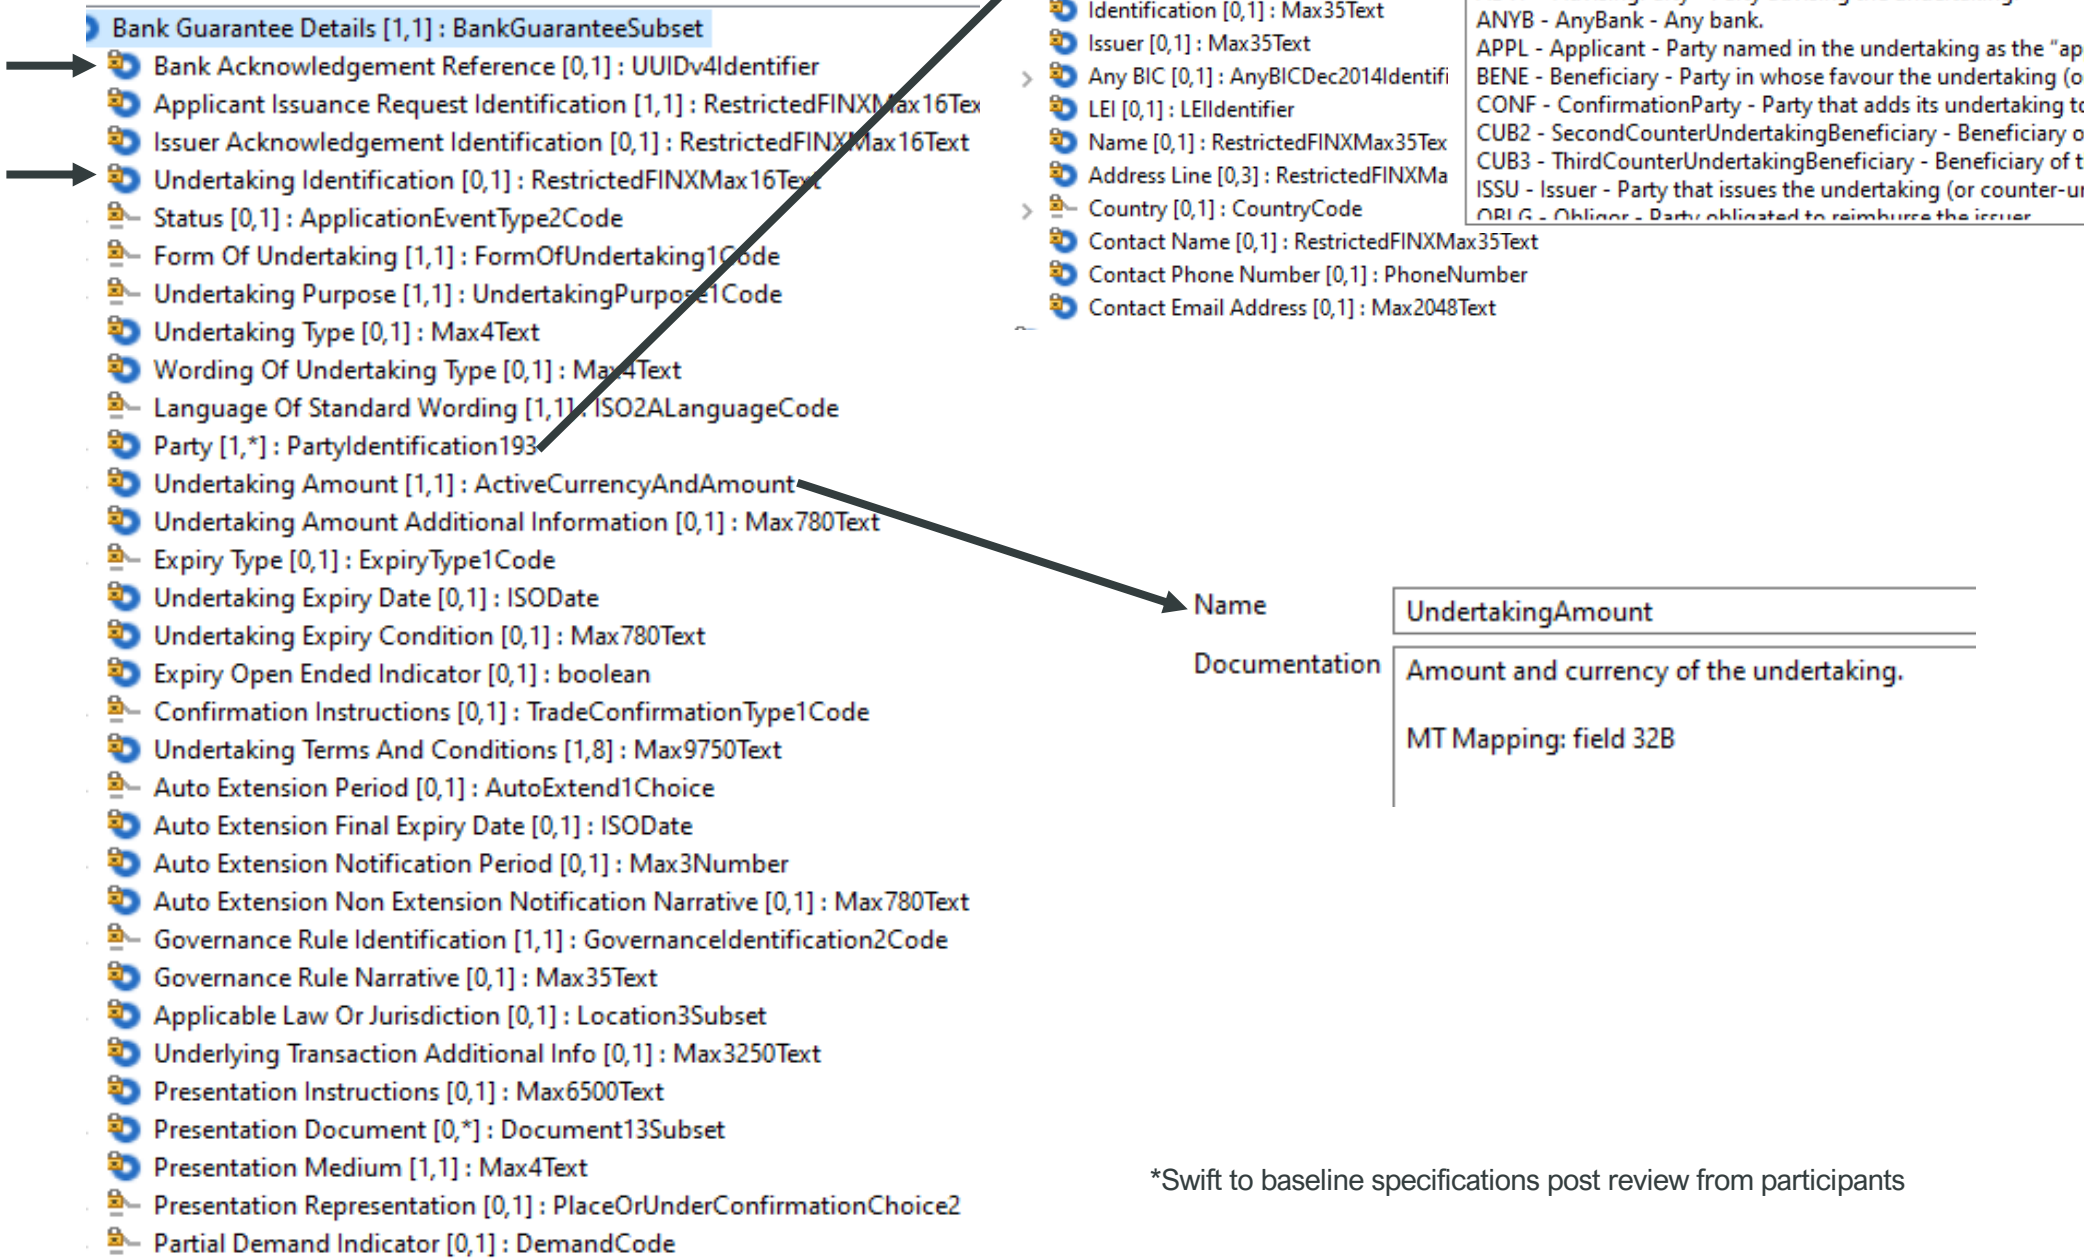 Bank Guarantee Details [1,1] : BankGuaranteeSubset
Bank Acknowledgement Reference [0,1] : UUIDv4Identifier
Applicant Issuance Request Identification [1,1] : RestrictedFINXMax16Tex
Issuer Acknowledgement Identification [0,1] : RestrictedFINXMax16Text
Undertaking Identification [0,1] : RestrictedFINXMax16Text
Status [0,1] : ApplicationEventType2Code
Form Of Undertaking [1,1] : FormOfUndertaking1Code
Undertaking Purpose [1,1] : UndertakingPurpose1Code
Undertaking Type [0,1] : Max4Text
Wording Of Undertaking Type [0,1] : Max4Text
Language Of Standard Wording [1,1] : ISO2ALanguageCode
Party [1,*] : PartyIdentification193
Undertaking Amount [1,1] : ActiveCurrencyAndAmount
Undertaking Amount Additional Information [0,1] : Max780Text
Expiry Type [0,1] : ExpiryType1Code
Undertaking Expiry Date [0,1] : ISODate
Undertaking Expiry Condition [0,1] : Max780Text
Expiry Open Ended Indicator [0,1] : boolean
Confirmation Instructions [0,1] : TradeConfirmationType1Code
Undertaking Terms And Conditions [1,8] : Max9750Text
Auto Extension Period [0,1] : AutoExtend1Choice
Auto Extension Final Expiry Date [0,1] : ISODate
Auto Extension Notification Period [0,1] : Max3Number
Auto Extension Non Extension Notification Narrative [0,1] : Max780Text
Governance Rule Identification [1,1] : GovernanceIdentification2Code
Governance Rule Narrative [0,1] : Max35Text
Applicable Law Or Jurisdiction [0,1] : Location3Subset
Underlying Transaction Additional Info [0,1] : Max3250Text
Presentation Instructions [0,1] : Max6500Text
Presentation Document [0,*] : Document13Subset
Presentation Medium [1,1] : Max4Text
Presentation Representation [0,1] : PlaceOrUnderConfirmationChoice2
Partial Demand Indicator [0,1] : DemandCode
Identification [0,1] : Max35Text
Issuer [0,1] : Max35Text
Any BIC [0,1] : AnyBICDec2014Identifi
LEI [0,1] : LEIIdentifier
Name [0,1] : RestrictedFINXMax35Tex
Address Line [0,3] : RestrictedFINXMa
Country [0,1] : CountryCode
Contact Name [0,1] : RestrictedFINXMax35Text
Contact Phone Number [0,1] : PhoneNumber
Contact Email Address [0,1] : Max2048Text
ANYB - AnyBank - Any bank.
APPL - Applicant - Party named in the undertaking as the "ap
BENE - Beneficiary - Party in whose favour the undertaking (o
CONF - ConfirmationParty - Party that adds its undertaking to
CUB2 - SecondCounterUndertakingBeneficiary - Beneficiary o
CUB3 - ThirdCounterUndertakingBeneficiary - Beneficiary of t
ISSU - Issuer - Party that issues the undertaking (or counter-u
OBLG - Obligor - Party obligated to reimburse the issuer
Name
UndertakingAmount
Documentation
Amount and currency of the undertaking.
MT Mapping: field 32B
*Swift to baseline specifications post review from participants